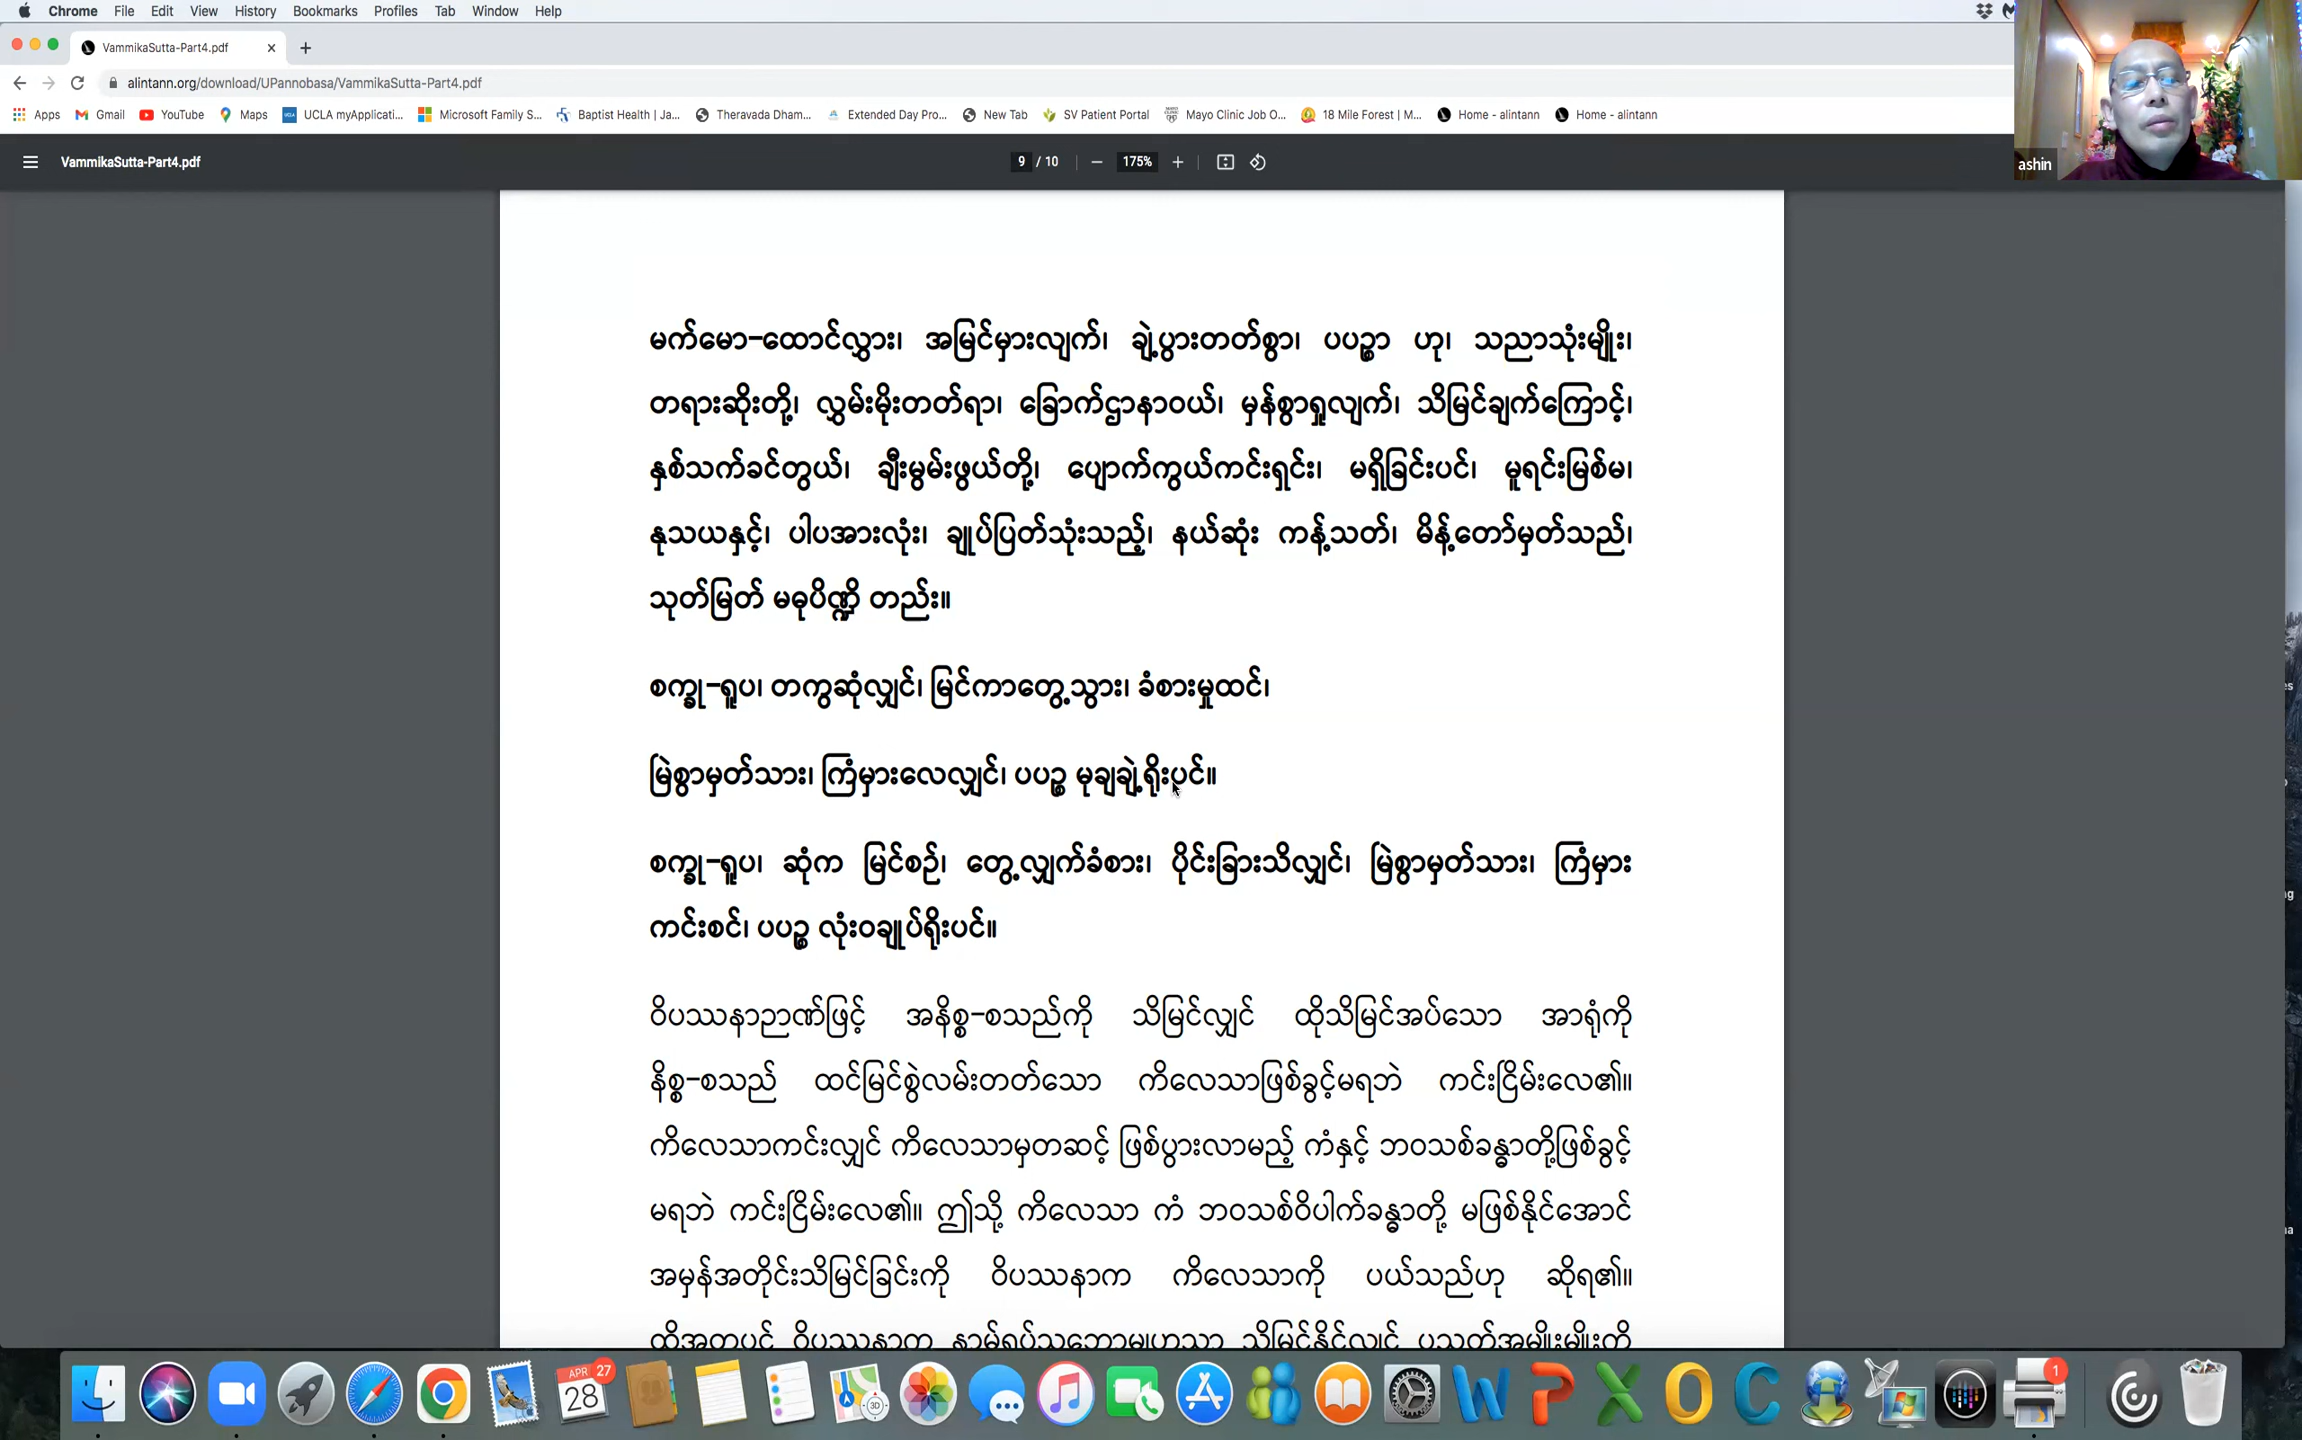 Chrome File Edit View History Bookmarks Profiles Tab Window Help
VammikaSutta-Part4.pdf
alintann.org/download/UPannobasa/VammikaSutta-Part4.pdf
Apps Gmail YouTube Maps UCLA myApplicati... Microsoft Family S... Baptist Health | Ja... Theravada Dham... Extended Day Pro... New Tab SV Patient Portal Mayo Clinic Job O... 18 Mile Forest | M... Home - alintann Home - alintann
ashin
VammikaSutta-Part4.pdf 9 / 10 175%
မက်မော-ထောင်လွှား၊ အမြင်မှားလျက်၊ ချဲ့ပွားတတ်စွာ၊ ပပဉ္စာ ဟု၊ သညာသုံးမျိုး၊
တရားဆိုးတို့၊ လွှမ်းမိုးတတ်ရာ၊ ခြောက်ဌာနာဝယ်၊ မှန်စွာရှုလျက်၊ သိမြင်ချက်ကြောင့်၊
နှစ်သက်ခင်တွယ်၊ ချီးမွမ်းဖွယ်တို့၊ ပျောက်ကွယ်ကင်းရှင်း၊ မရှိခြင်းပင်၊ မူရင်းမြစ်မ၊
နုသယနှင့်၊ ပါပအားလုံး၊ ချုပ်ပြတ်သုံးသည့်၊ နယ်ဆုံး ကန့်သတ်၊ မိန့်တော်မှတ်သည်၊
သုတ်မြတ် မဓုပိဏ္ဍိ တည်း။
စက္ခု-ရူပ၊ တကွဆုံလျှင်၊ မြင်ကာတွေ့သွား၊ ခံစားမှုထင်၊
မြဲစွာမှတ်သား၊ ကြံမှားလေလျှင်၊ ပပဉ္စ မုချချဲ့ရိုးပွင်။
စက္ခု-ရူပ၊ ဆုံက မြင်စဉ်၊ တွေ့လျှက်ခံစား၊ ပိုင်းခြားသိလျှင်၊ မြဲစွာမှတ်သား၊ ကြံမှား
ကင်းစင်၊ ပပဉ္စ လုံးဝချုပ်ရိုးပင်။
ဝိပဿနာဉာဏ်ဖြင့် အနိစ္စ-စသည်ကို သိမြင်လျှင် ထိုသိမြင်အပ်သော အာရုံကို
နိစ္စ-စသည် ထင်မြင်စွဲလမ်းတတ်သော ကိလေသာဖြစ်ခွင့်မရဘဲ ကင်းငြိမ်းလေ၏။
ကိလေသာကင်းလျှင် ကိလေသာမှတဆင့် ဖြစ်ပွားလာမည့် ကံနှင့် ဘဝသစ်ခန္ဓာတို့ဖြစ်ခွင့်
မရဘဲ ကင်းငြိမ်းလေ၏။ ဤသို့ ကိလေသာ ကံ ဘဝသစ်ဝိပါက်ခန္ဓာတို့ မဖြစ်နိုင်အောင်
အမှန်အတိုင်းသိမြင်ခြင်းကို ဝိပဿနာက ကိလေသာကို ပယ်သည်ဟု ဆိုရ၏။
APR 27
28
3D
1